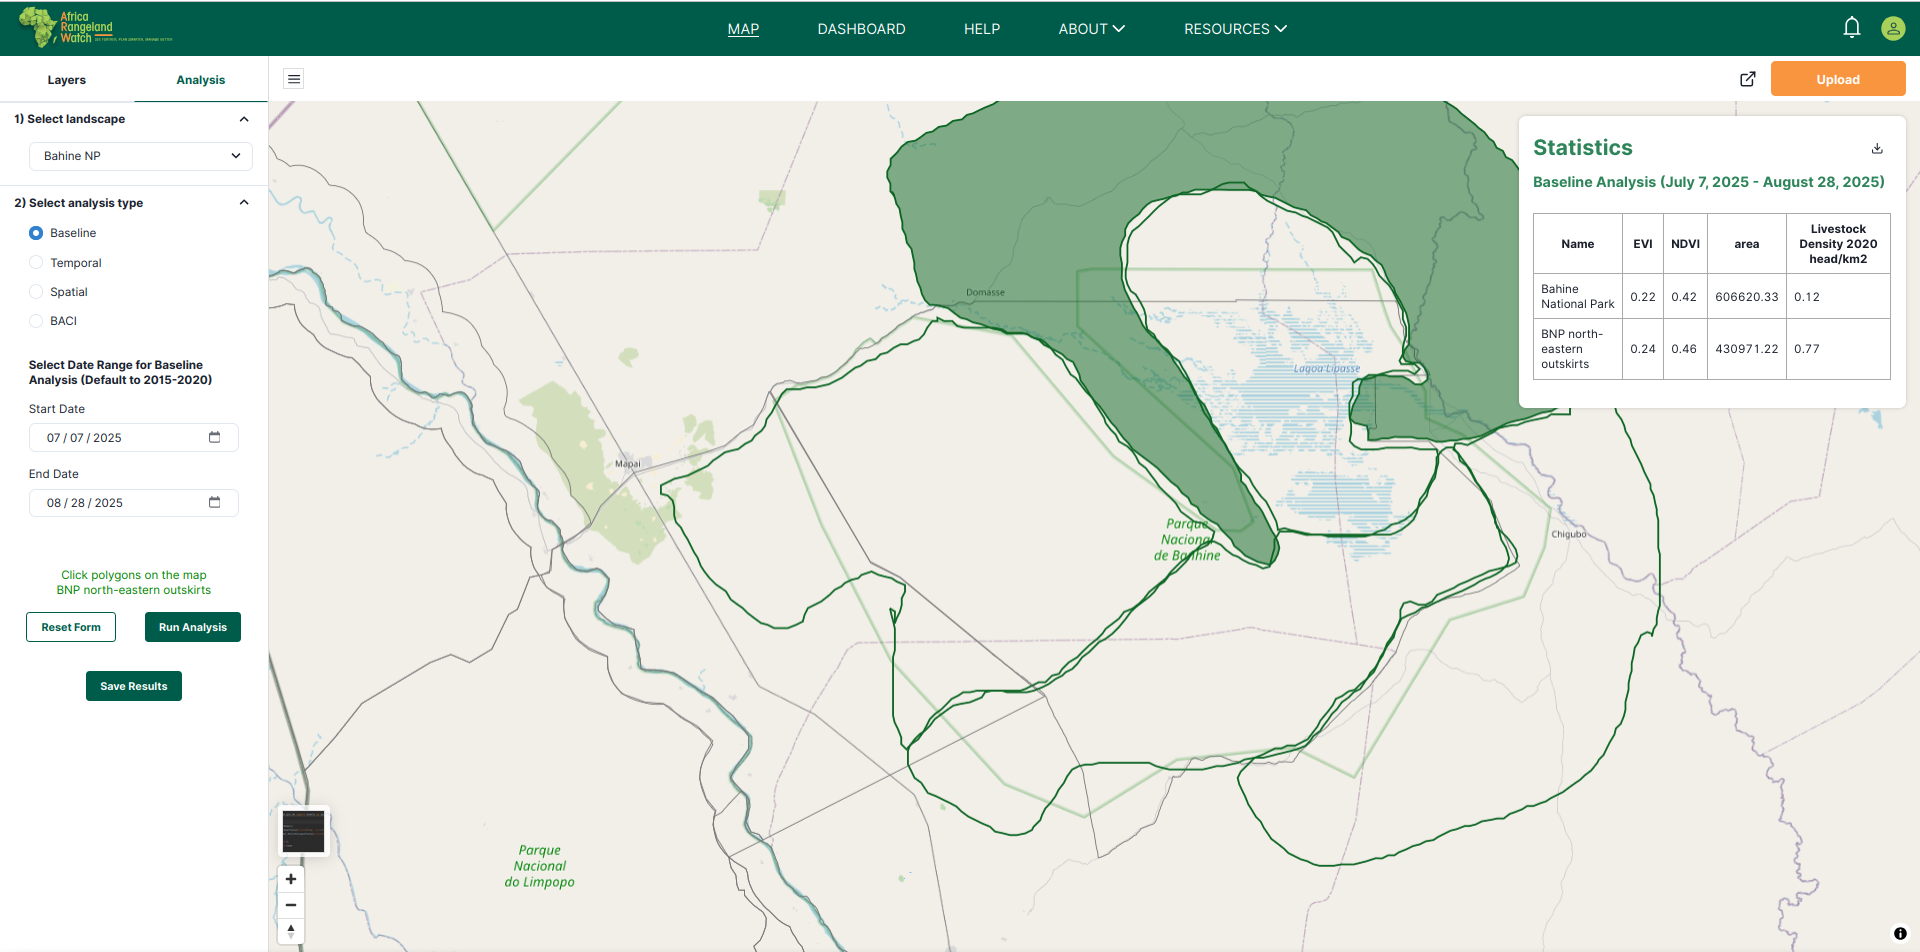 Africa
Rangeland
Watch
MAP
DASHBOARD
HELP
ABOUT
RESOURCES
Layers
Analysis
Upload
1) Select landscape
Bahine NP
2) Select analysis type
Baseline
Temporal
Spatial
BACI
Select Date Range for Baseline
Analysis (Default to 2015-2020)
Start Date
07 / 07 / 2025
End Date
08 / 28 / 2025
Click polygons on the map
BNP north-eastern outskirts
Reset Form
Run Analysis
Save Results
Domasse
Lagoa Lipasse
Mapai
Parque
Nacional
de Banhine
Chigubo
Parque
Nacional
do Limpopo
Statistics
Baseline Analysis (July 7, 2025 - August 28, 2025)
Name EVI NDVI area Livestock
Density 2020
head/km2
Bahine
National Park 0.22 0.42 606620.33 0.12
BNP north-
eastern
outskirts 0.24 0.46 430971.22 0.77